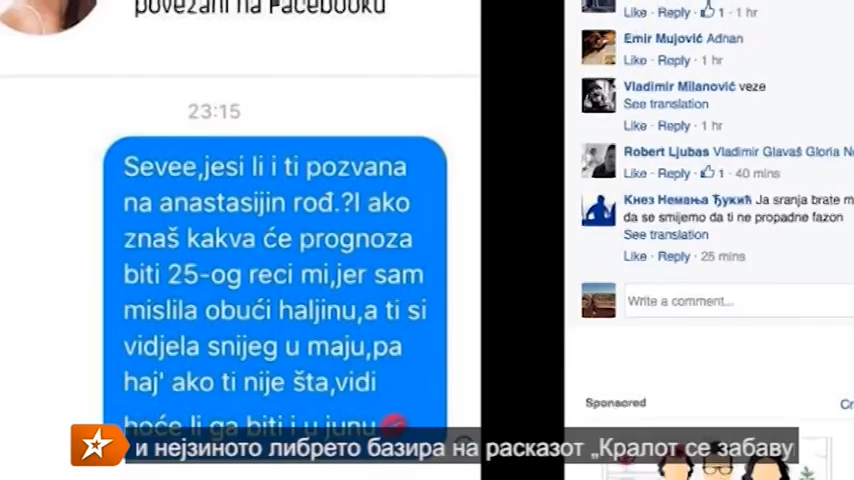 povezani na Facebooku
23:15
Sevee,jesi li i ti pozvana
na anastasijin rođ.?I ako
znaš kakva će prognoza
biti 25-og reci mi,jer sam
mislila obući haljinu,a ti si
vidjela snijeg u maju,pa
haj' ako ti nije šta,vidi
hoće li ga biti i u junu
Like · Reply · 1 · 1 hr
Emir Mujović Adnan
Like · Reply · 1 hr
Vladimir Milanović veze
See translation
Like · Reply · 1 hr
Robert Ljubas Vladimir Glavaš Gloria
Like · Reply · 1 · 40 mins
Кнез Немања Ђукић Ja sranja brate m
da se smijemo da ti ne propadne fazon
See translation
Like · Reply · 25 mins
Write a comment...
Sponsored
и нејзиното либрето базира на расказот „Кралот се забаву